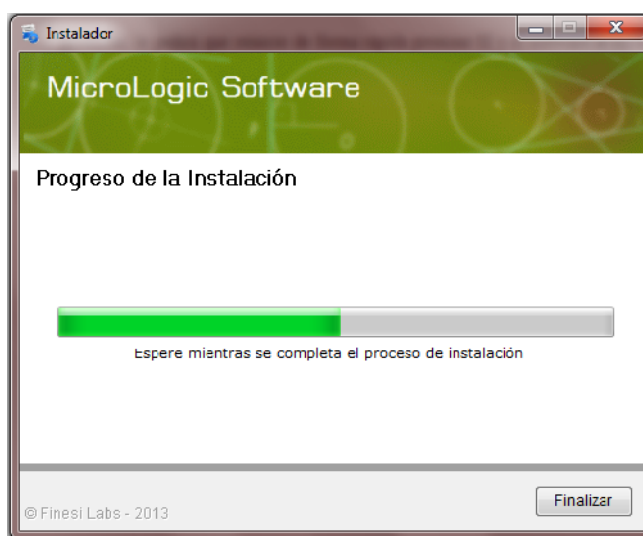 Instalador
MicroLogic Software
Progreso de la Instalación
Espere mientras se completa el proceso de instalación
Finalizar
© Finesi Labs - 2013